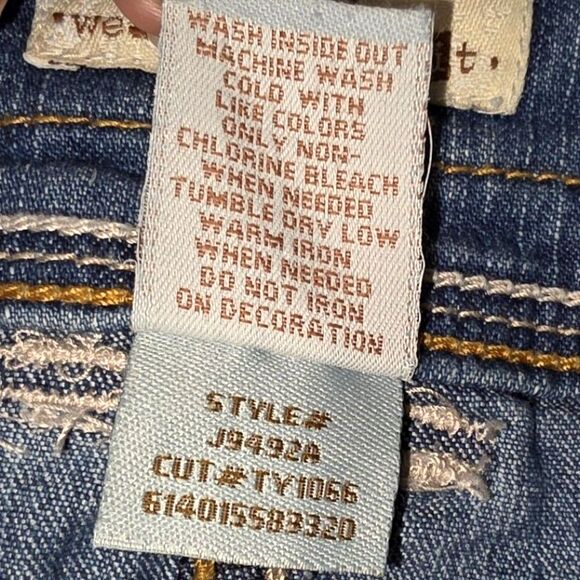 we
t.
WASH INSIDE OUT
MACHINE WASH
COLD WITH
LIKE COLORS
ONLY NON-
CHLORINE BLEACH
WHEN NEEDED
TUMBLE DRY LOW
WARM IRON
WHEN NEEDED
DO NOT IRON
ON DECORATION
STYLE#
J9492A
CUT#TY1066
614015583320